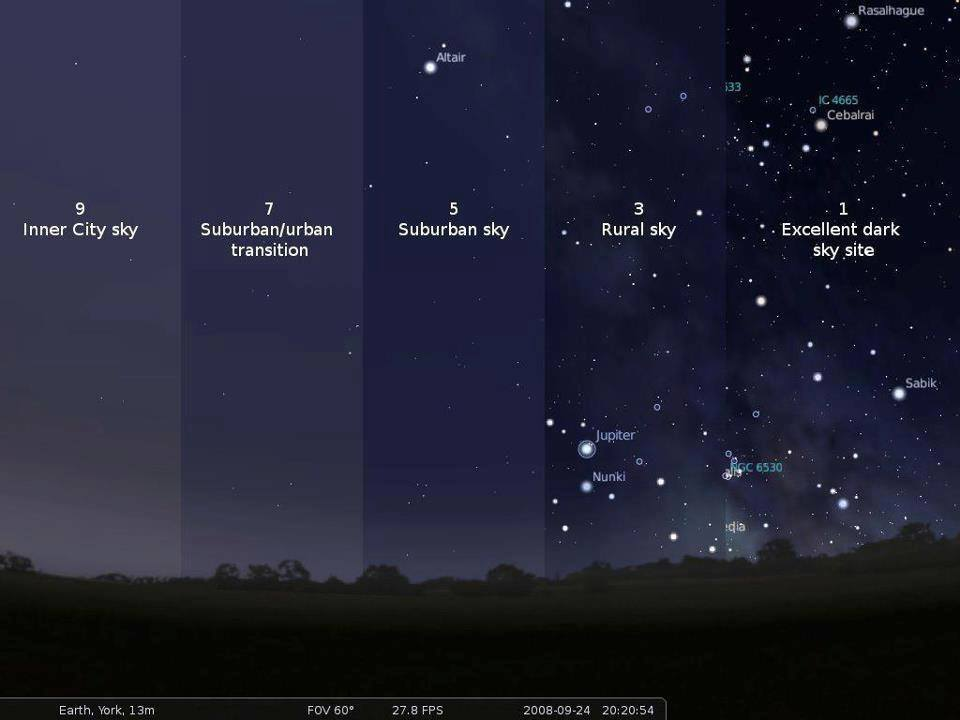 Rasalhague
Altair
IC 4665
Cebalrai
9
Inner City sky
7
Suburban/urban
transition
5
Suburban sky
3
Rural sky
1
Excellent dark
sky site
Sabik
Jupiter
NGC 6530
Nunki
Earth, York, 13m
FOV 60°
27.8 FPS
2008-09-24
20:20:54